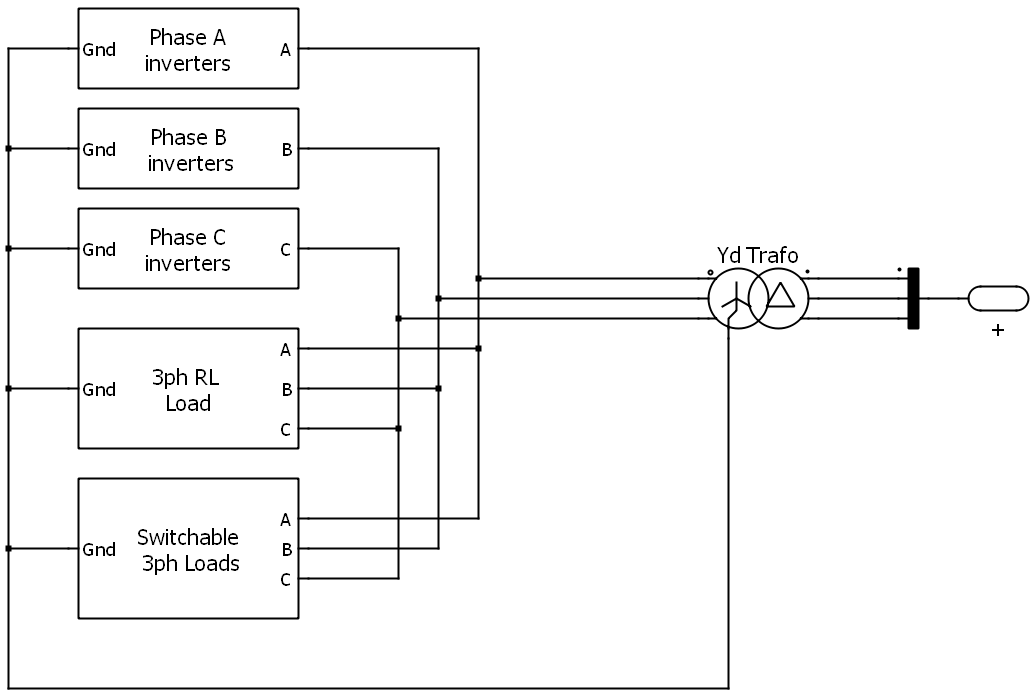 Phase A
inverters
Gnd
A
Phase B
inverters
Gnd
B
Phase C
inverters
Gnd
C
Yd Trafo
+
3ph RL
Load
Gnd
A
B
C
Switchable
3ph Loads
Gnd
A
B
C